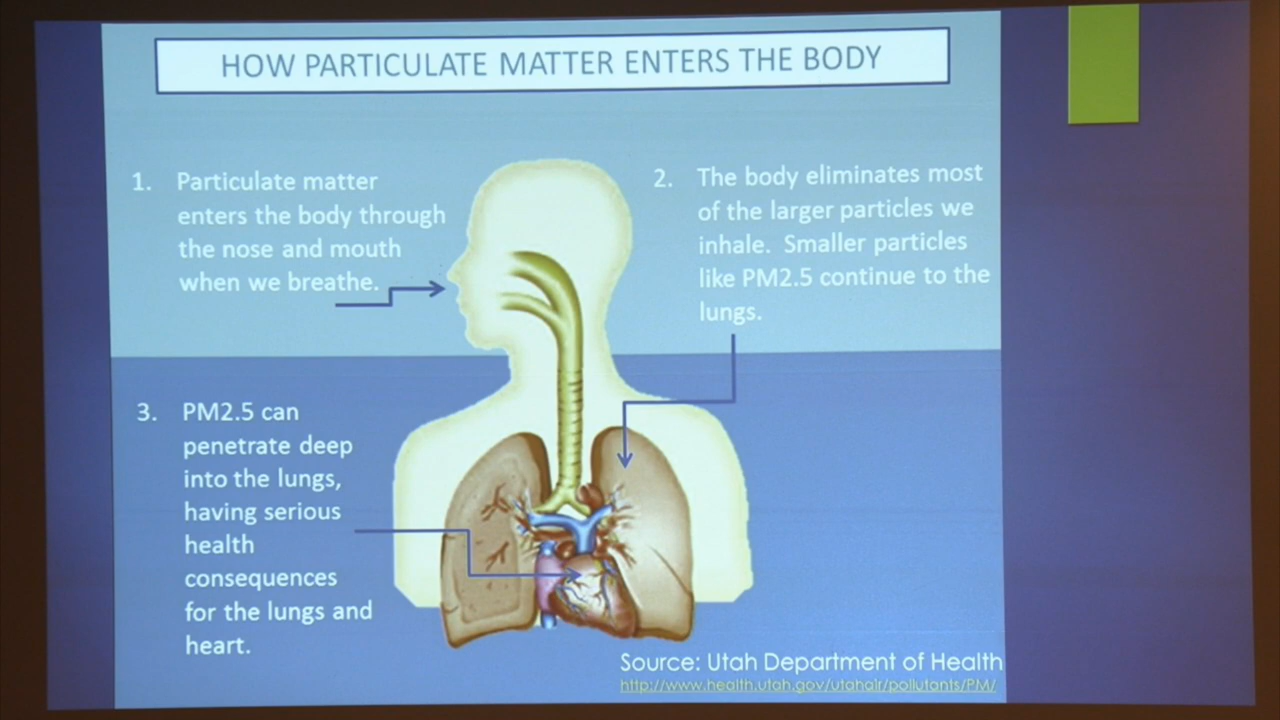 HOW PARTICULATE MATTER ENTERS THE BODY
1. Particulate matter
enters the body through
the nose and mouth
when we breathe.
2. The body eliminates most
of the larger particles we
inhale. Smaller particles
like PM2.5 continue to the
lungs.
3. PM2.5 can
penetrate deep
into the lungs,
having serious
health
consequences
for the lungs and
heart.
Source: Utah Department of Health
http://www.health.utah.gov/utahair/pollutants/PM/